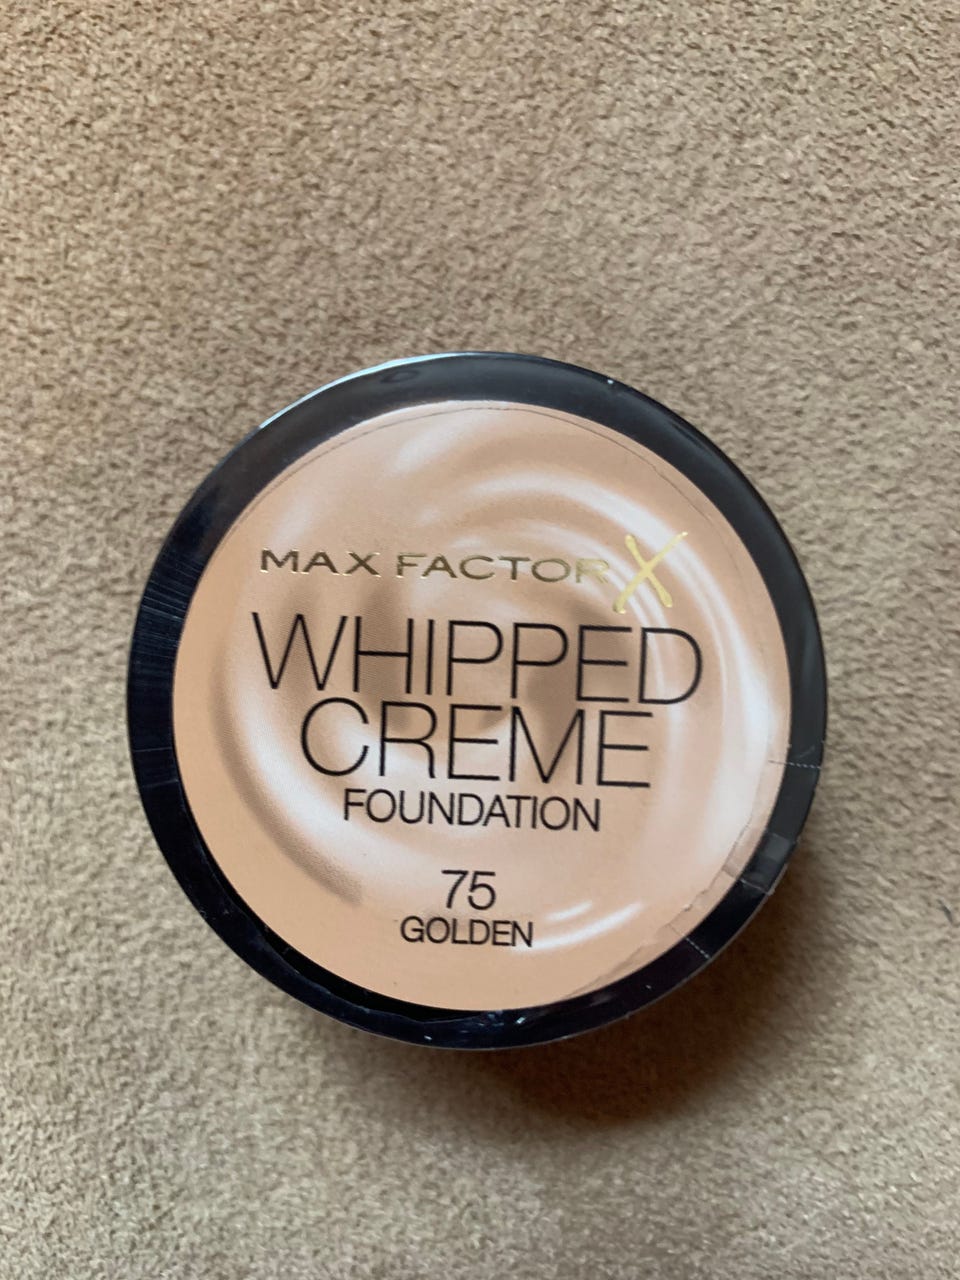 MAX FACTOR X
WHIPPED
CREME
FOUNDATION
75
GOLDEN